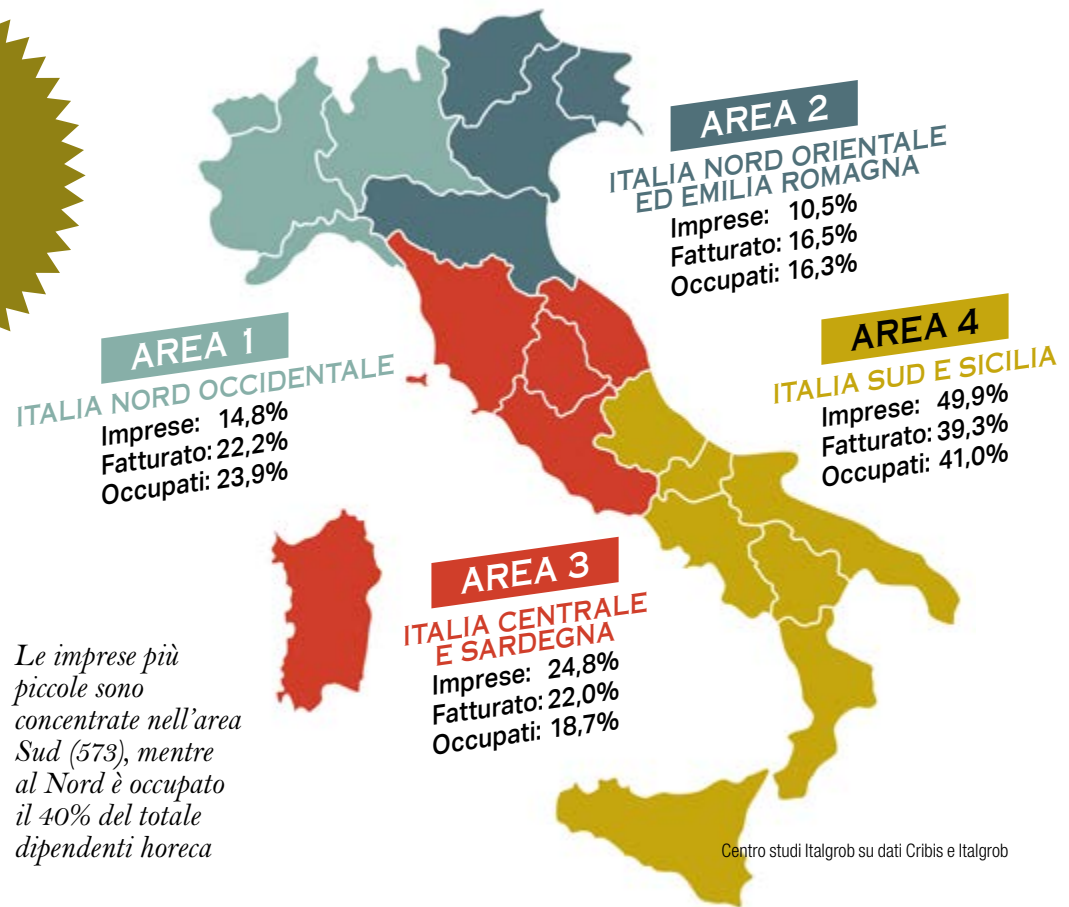 AREA 2
ITALIA NORD ORIENTALE
ED EMILIA ROMAGNA
Imprese: 10,5%
Fatturato: 16,5%
Occupati: 16,3%
AREA 1
ITALIA NORD OCCIDENTALE
Imprese: 14,8%
Fatturato: 22,2%
Occupati: 23,9%
AREA 4
ITALIA SUD E SICILIA
Imprese: 49,9%
Fatturato: 39,3%
Occupati: 41,0%
AREA 3
ITALIA CENTRALE
E SARDEGNA
Imprese: 24,8%
Fatturato: 22,0%
Occupati: 18,7%
Le imprese più
piccole sono
concentrate nell'area
Sud (573), mentre
al Nord è occupato
il 40% del totale
dipendenti horeca
Centro studi Italgrob su dati Cribis e Italgrob